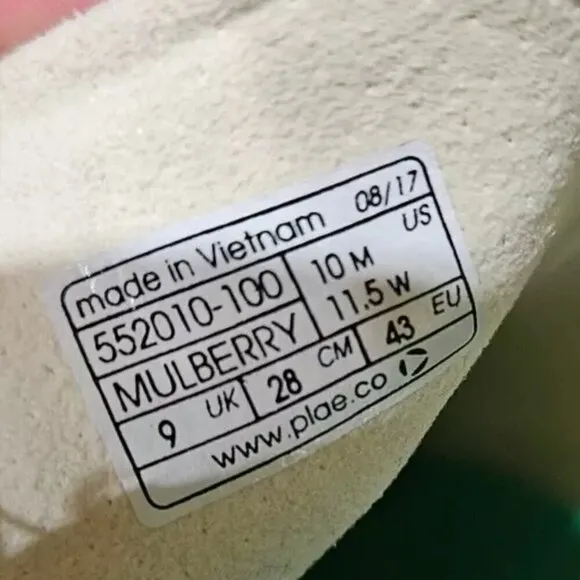 made in Vietnam 08/17
552010-100 10 M US
MULBERRY 11.5 W
9 UK 28 CM 43 EU
www.plae.co